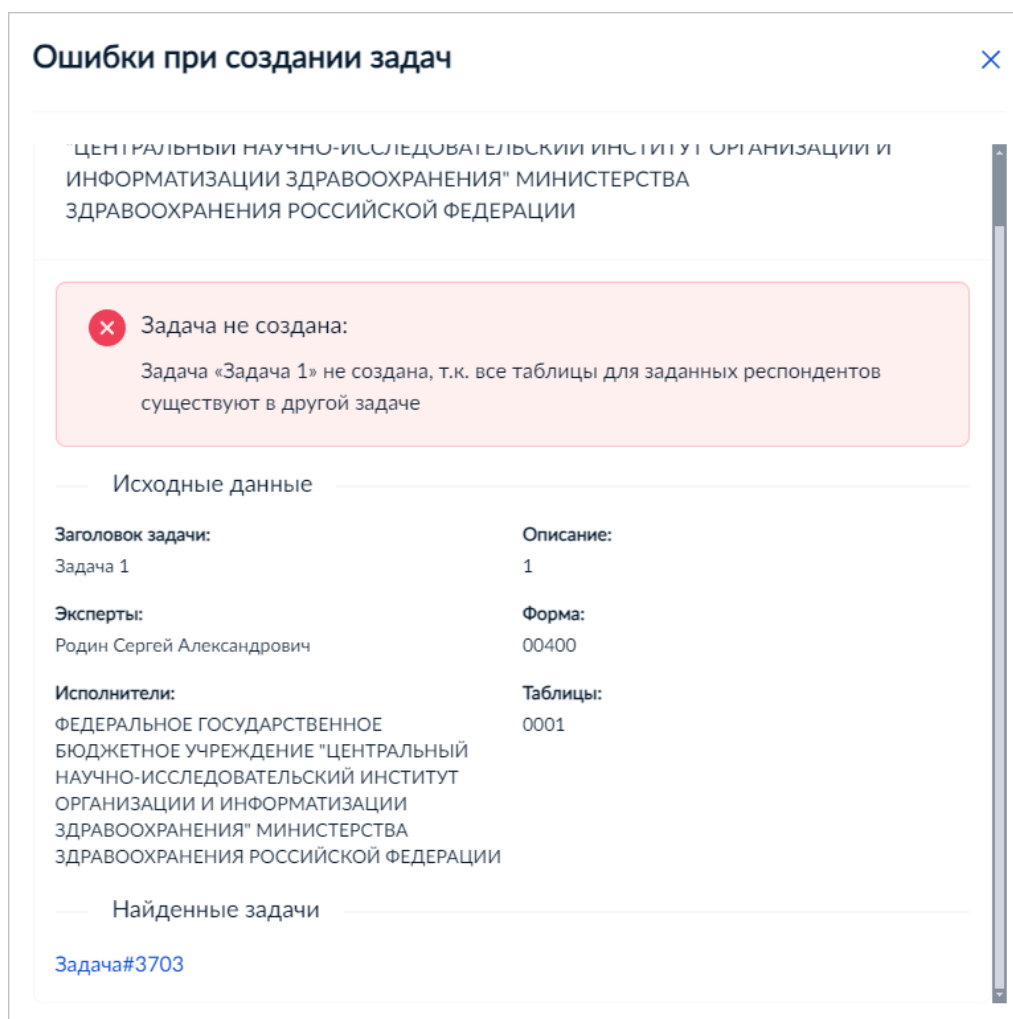 Ошибки при создании задач
"ЦЕНТРАЛЬНЫЙ НАУЧНО-ИССЛЕДОВАТЕЛЬСКИЙ ИНСТИТУТ ОРГАНИЗАЦИИ И
ИНФОРМАТИЗАЦИИ ЗДРАВООХРАНЕНИЯ" МИНИСТЕРСТВА
ЗДРАВООХРАНЕНИЯ РОССИЙСКОЙ ФЕДЕРАЦИИ
Задача не создана:
Задача «Задача 1» не создана, т.к. все таблицы для заданных респондентов
существуют в другой задаче
Исходные данные
Заголовок задачи:
Задача 1
Описание:
1
Эксперты:
Родин Сергей Александрович
Форма:
00400
Исполнители:
ФЕДЕРАЛЬНОЕ ГОСУДАРСТВЕННОЕ
БЮДЖЕТНОЕ УЧРЕЖДЕНИЕ "ЦЕНТРАЛЬНЫЙ
НАУЧНО-ИССЛЕДОВАТЕЛЬСКИЙ ИНСТИТУТ
ОРГАНИЗАЦИИ И ИНФОРМАТИЗАЦИИ
ЗДРАВООХРАНЕНИЯ" МИНИСТЕРСТВА
ЗДРАВООХРАНЕНИЯ РОССИЙСКОЙ ФЕДЕРАЦИИ
Таблицы:
0001
Найденные задачи
Задача#3703